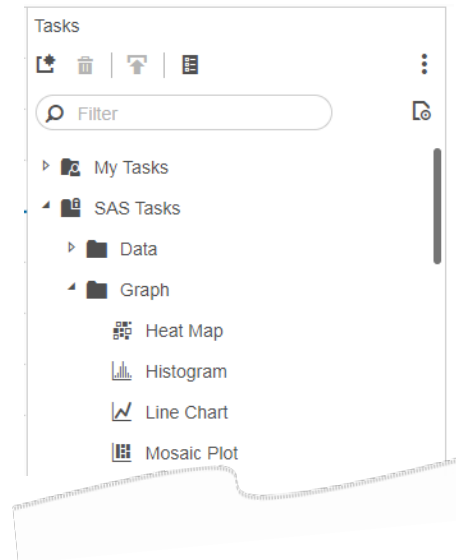 Tasks
Filter
My Tasks
SAS Tasks
Data
Graph
Heat Map
Histogram
Line Chart
Mosaic Plot